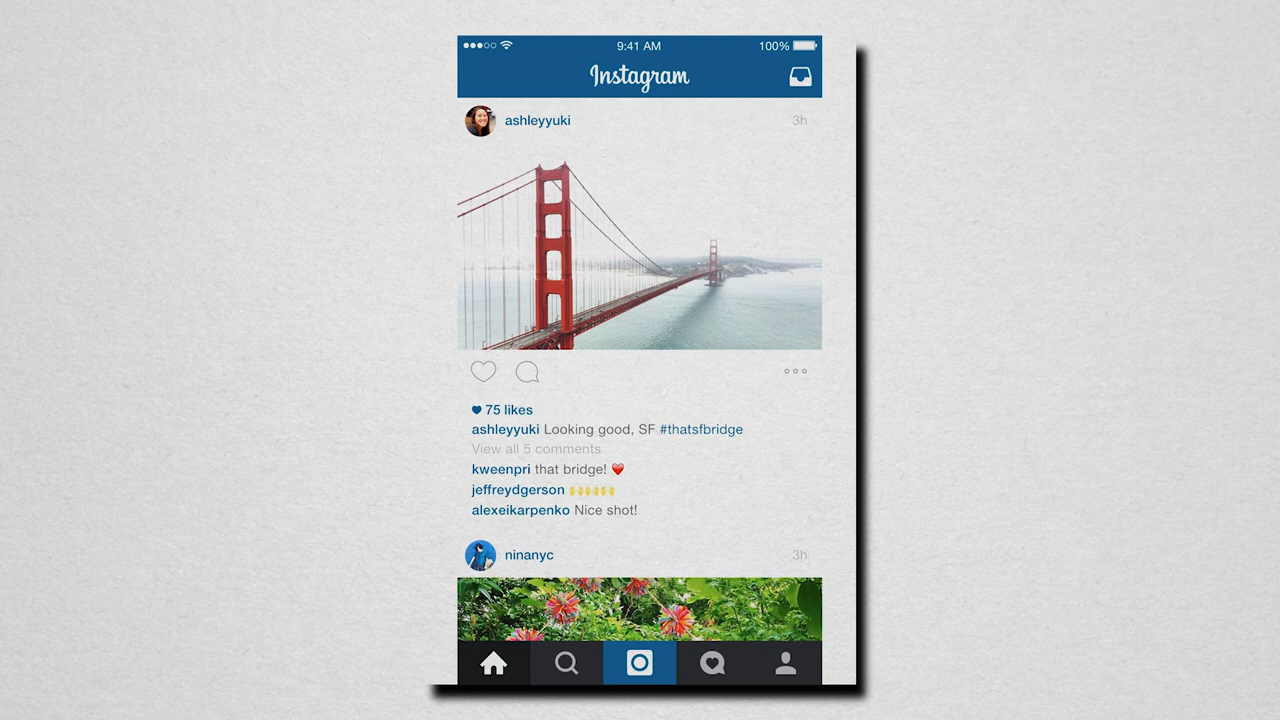 9:41 AM 100%
Instagram
ashleyyuki 3h
75 likes
ashleyyuki Looking good, SF #thatsfbridge
View all 5 comments
kweenpri that bridge! ❤️
jeffreydgerson 🙌🙌🙌
alexeikarpenko Nice shot!
ninanyc 3h